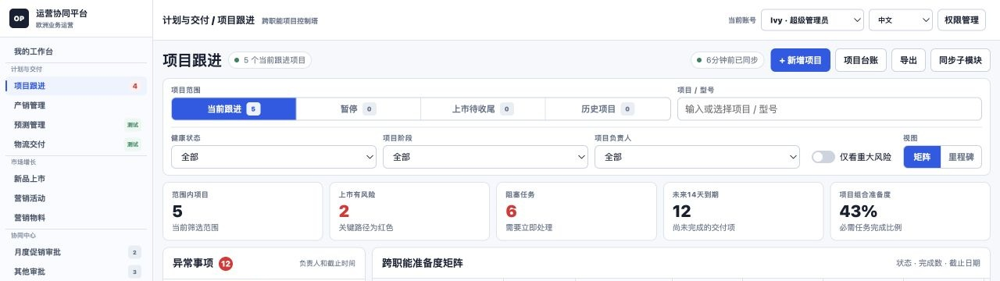 OP
运营协同平台
欧洲业务运营
我的工作台
计划与交付
项目跟进 4
产销管理
预测管理 测试
物流交付 测试
市场增长
新品上市
营销活动
营销物料
协同中心
月度促销审批 2
其他审批 3
计划与交付 / 项目跟进 跨职能项目控制塔
当前账号 Ivy · 超级管理员 中文 权限管理
项目跟进 5 个当前跟进项目
6分钟前已同步 + 新增项目 项目台账 导出 同步子模块
项目范围 项目 / 型号
当前跟进 5 暂停 0 上市待收尾 0 历史项目 0 输入或选择项目 / 型号
健康状态 项目阶段 项目负责人 视图
全部 全部 全部 仅看重大风险 矩阵 里程碑
范围内项目
5
当前筛选范围
上市有风险
2
关键路径为红色
阻塞任务
6
需要立即处理
未来14天到期
12
尚未完成的交付项
项目组合准备度
43%
必需任务完成比例
异常事项 12 负责人和截止时间
跨职能准备度矩阵 状态 · 完成数 · 截止日期